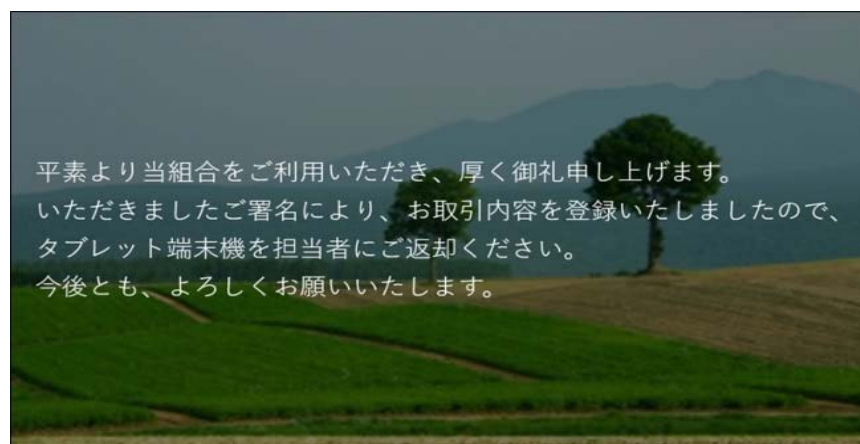 平素より当組合をご利用いただき、厚く御礼申し上げます。
いただきましたご署名により、お取引内容を登録いたしましたので、
タブレット端末機を担当者にご返却ください。
今後とも、よろしくお願いいたします。